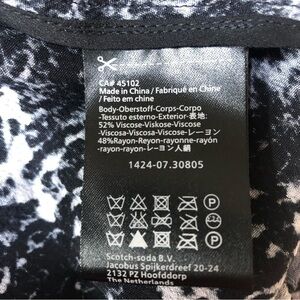 CA# 45102
Made in China / Fabriqué en Chine
/ Feito em chine
Body-Oberstoff-Corps-Corpo
-Tessuto esterno-Exterior-表地:
52% Viscose-Viskose-Viscose
-Viscosa-Viscosa-Viscose-レーヨン
48%Rayon-Reyon-rayonne-rayón
-rayon-rayon-レーヨン人絹
1424-07.30805
Scotch-soda B.V.
Jacobus Spijkerdreef 20-24
2132 PZ Hoofddorp
The Netherlands